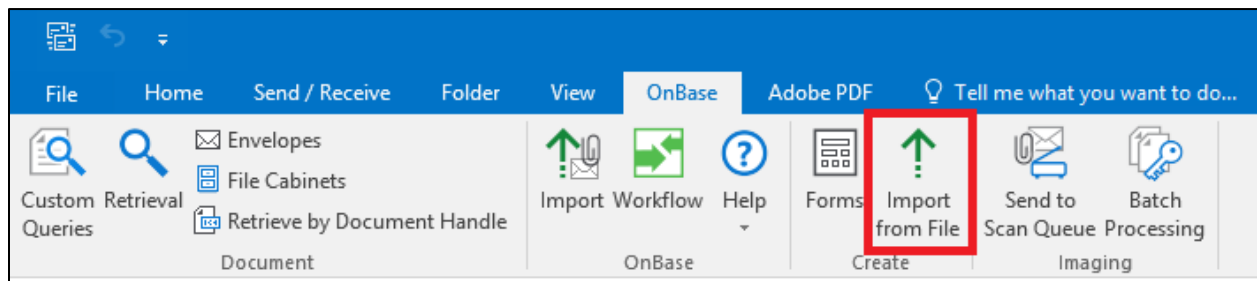 File Home Send / Receive Folder View OnBase Adobe PDF Tell me what you want to do...
Custom Queries
Retrieval
Envelopes
File Cabinets
Retrieve by Document Handle
Document
Import
Workflow
Help
OnBase
Forms
Import
from File
Create
Send to
Scan Queue
Batch
Processing
Imaging